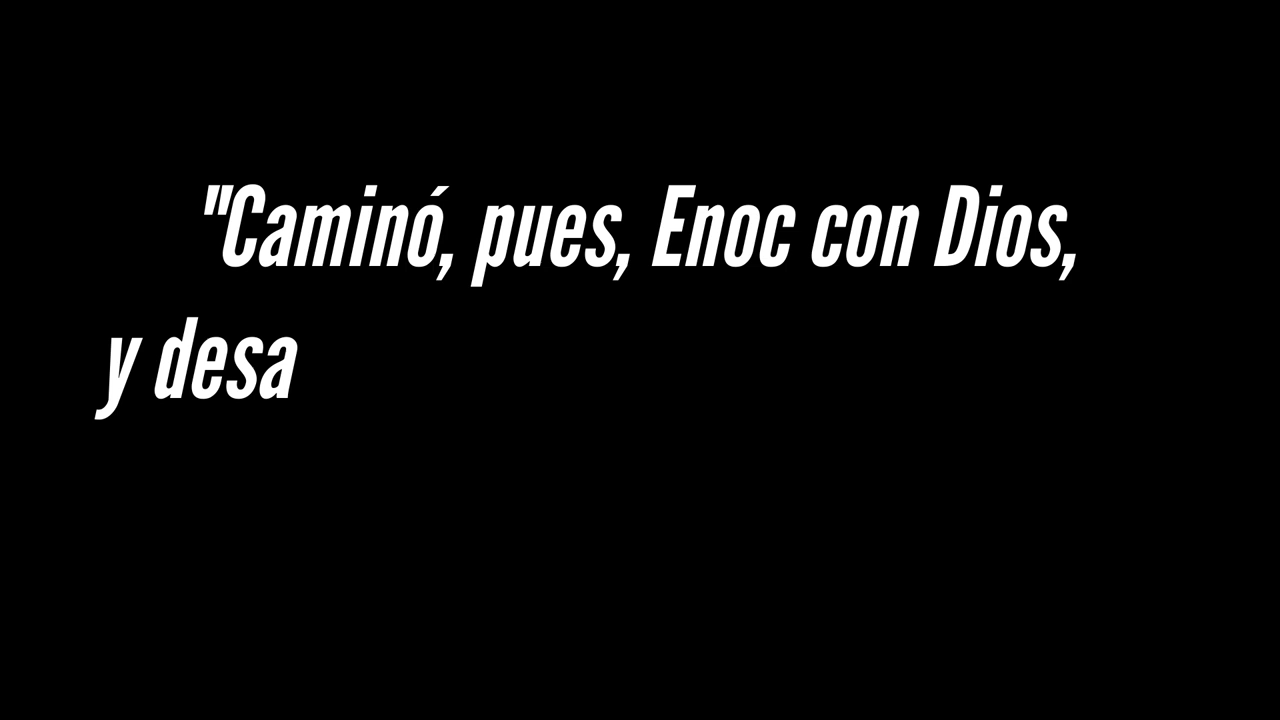 "Caminó, pues, Enoc con Dios,
y desa